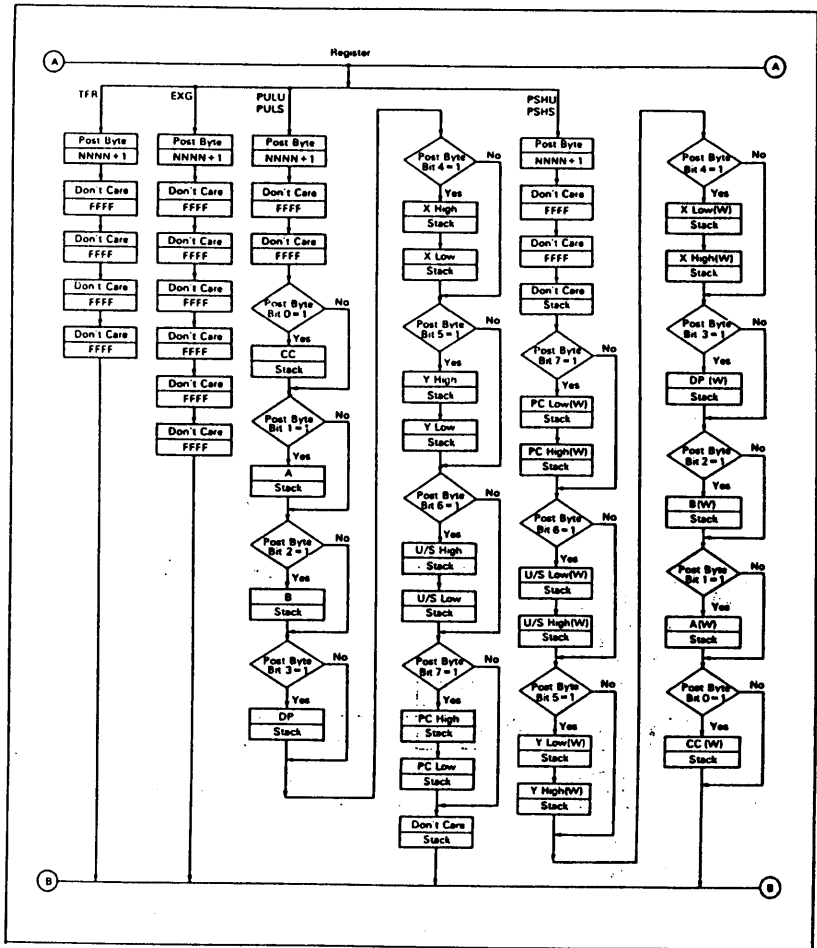 Register
A
A
TFR
Post Byte
NNNN + 1
Don't Care
FFFF
Don't Care
FFFF
Don't Care
FFFF
Don't Care
FFFF
EXG
Post Byte
NNNN + 1
Don't Care
FFFF
Don't Care
FFFF
Don't Care
FFFF
Don't Care
FFFF
Don't Care
FFFF
Don't Care
FFFF
PULU
PULS
Post Byte
NNNN + 1
Don't Care
FFFF
Don't Care
FFFF
Post Byte
Bit 0 = 1
No
Yes
CC
Stack
Post Byte
Bit 1 = 1
No
Yes
A
Stack
Post Byte
Bit 2 = 1
No
Yes
B
Stack
Post Byte
Bit 3 = 1
No
Yes
DP
Stack
Post Byte
Bit 4 = 1
No
Yes
X High
Stack
X Low
Stack
Post Byte
Bit 5 = 1
No
Yes
Y High
Stack
Y Low
Stack
Post Byte
Bit 6 = 1
No
Yes
U/S High
Stack
U/S Low
Stack
Post Byte
Bit 7 = 1
No
Yes
PC High
Stack
PC Low
Stack
Don't Care
Stack
PSHU
PSHS
Post Byte
NNNN + 1
Don't Care
FFFF
Don't Care
FFFF
Don't Care
Stack
Post Byte
Bit 7 = 1
No
Yes
PC Low(W)
Stack
PC High(W)
Stack
Post Byte
Bit 6 = 1
No
Yes
U/S Low(W)
Stack
U/S High(W)
Stack
Post Byte
Bit 5 = 1
No
Yes
Y Low(W)
Stack
Y High(W)
Stack
Post Byte
Bit 4 = 1
No
Yes
X Low(W)
Stack
X High(W)
Stack
Post Byte
Bit 3 = 1
No
Yes
DP (W)
Stack
Post Byte
Bit 2 = 1
No
Yes
B(W)
Stack
Post Byte
Bit 1 = 1
No
Yes
A(W)
Stack
Post Byte
Bit 0 = 1
No
Yes
CC (W)
Stack
B
B